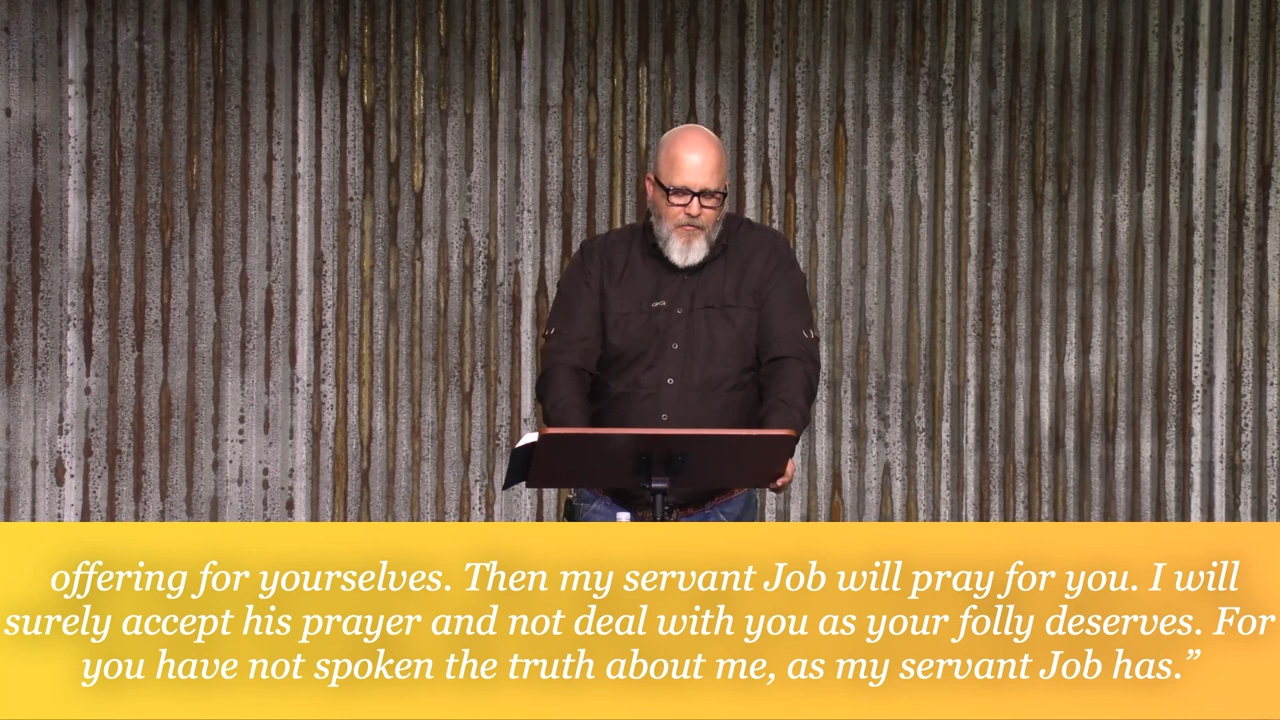 offering for yourselves. Then my servant Job will pray for you. I will
surely accept his prayer and not deal with you as your folly deserves. For
you have not spoken the truth about me, as my servant Job has.”